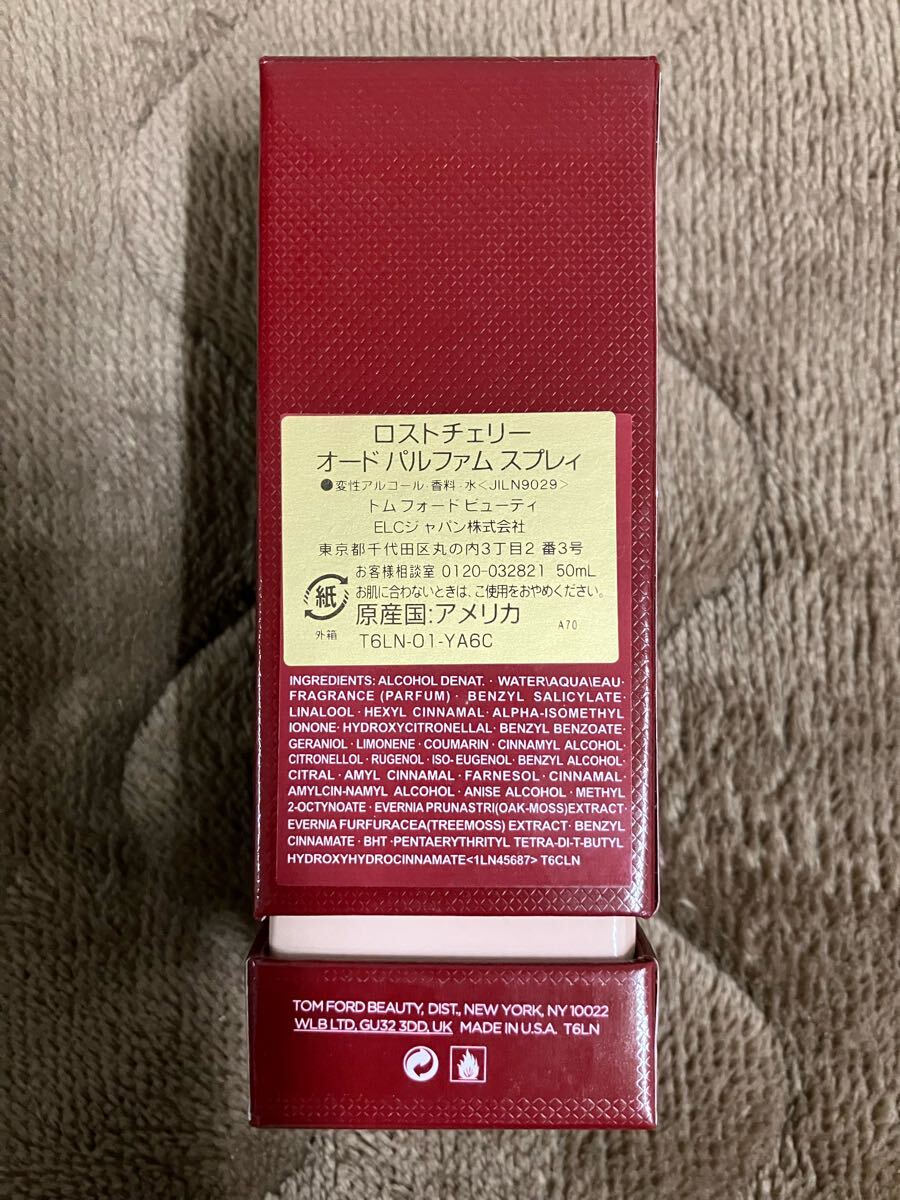 ロストチェリー
オード パルファム スプレィ
●変性アルコール・香料・水<JILN9029>
トム フォード ビューティ
ELCジャパン株式会社
東京都千代田区丸の内3丁目2 番3号
お客様相談室 0120-032821 50mL
お肌に合わないときは、ご使用をおやめください。
紙
外箱
原産国:アメリカ
A70
T6LN-01-YA6C
INGREDIENTS: ALCOHOL DENAT. · WATER\AQUA\EAU·
FRAGRANCE (PARFUM) · BENZYL SALICYLATE·
LINALOOL · HEXYL CINNAMAL · ALPHA-ISOMETHYL
IONONE · HYDROXYCITRONELLAL · BENZYL BENZOATE·
GERANIOL · LIMONENE · COUMARIN · CINNAMYL ALCOHOL
CITRONELLOL · RUGENOL · ISO- EUGENOL · BENZYL ALCOHOL
CITRAL · AMYL CINNAMAL · FARNESOL · CINNAMAL
AMYLCIN-NAMYL ALCOHOL · ANISE ALCOHOL · METHYL
2-OCTYNOATE · EVERNIA PRUNASTRI(OAK-MOSS)EXTRACT·
EVERNIA FURFURACEA(TREEMOSS) EXTRACT · BENZYL
CINNAMATE · BHT ·PENTAERYTHRITYL TETRA-DI-T-BUTYL
HYDROXYHYDROCINNAMATE<1LN45687> T6CLN
TOM FORD BEAUTY, DIST., NEW YORK, NY 10022
WLB LTD, GU32 3DD, UK MADE IN U.S.A. T6LN